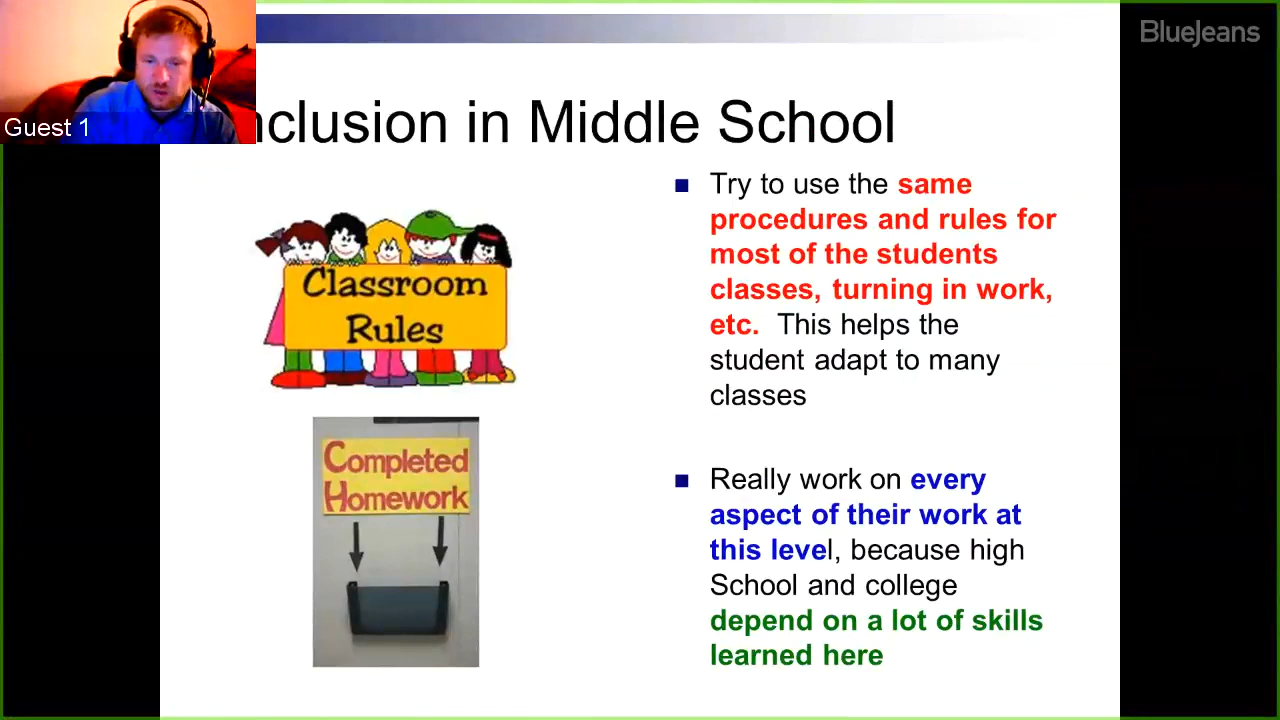 BlueJeans
Guest 1
nclusion in Middle School
Try to use the same
procedures and rules for
most of the students
classes, turning in work,
etc. This helps the
student adapt to many
classes
Classroom
Rules
Completed
Homework
Really work on every
aspect of their work at
this level, because high
School and college
depend on a lot of skills
learned here